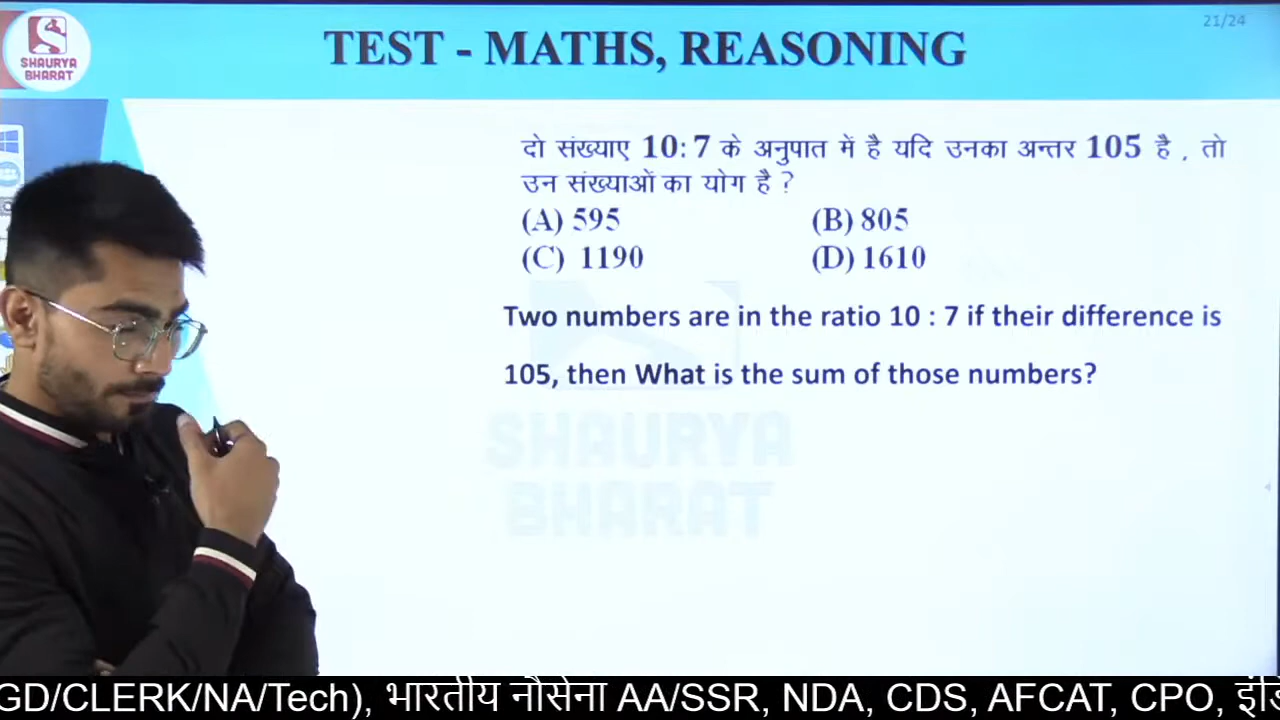 21/24
SHAURYA
BHARAT
TEST - MATHS, REASONING
दो संख्याए 10:7 के अनुपात में है यदि उनका अन्तर 105 है , तो
उन संख्याओं का योग है ?
(A) 595 (B) 805
(C) 1190 (D) 1610
Two numbers are in the ratio 10 : 7 if their difference is
105, then What is the sum of those numbers?
SHAURYA
BHARAT
GD/CLERK/NA/Tech), भारतीय नौसेना AA/SSR, NDA, CDS, AFCAT, CPO,